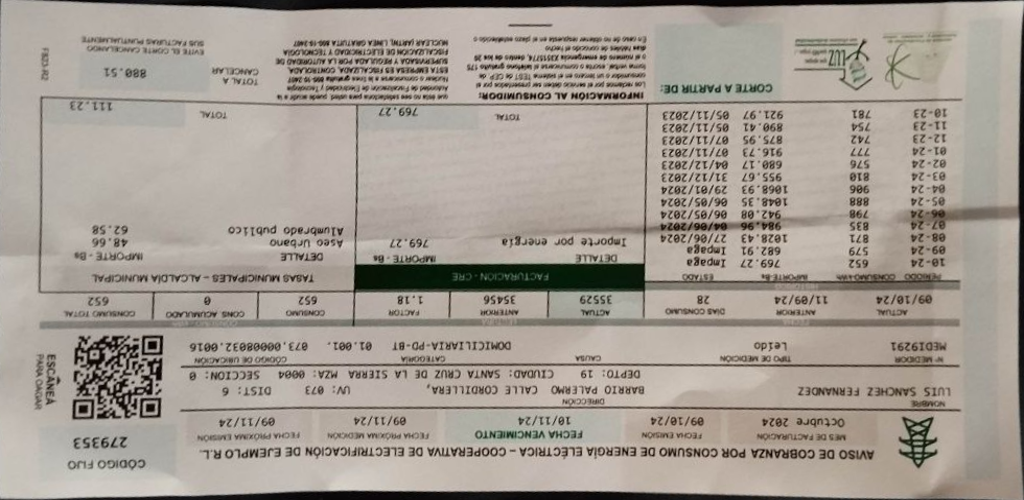 AVISO DE COBRANZA POR CONSUMO DE ENERGÍA ELÉCTRICA – COOPERATIVA DE ELECTRIFICACIÓN DE EJEMPLO R.L.
CÓDIGO FIJO
279353
MES DE FACTURACIÓN FECHA EMISIÓN FECHA VENCIMIENTO FECHA PRÓXIMA MEDICIÓN FECHA PRÓXIMA EMISIÓN
Octubre 2024 09/10/24 10/11/24 09/11/24 09/11/24
NOMBRE DIRECCIÓN
LUIS SANCHEZ FERNANDEZ BARRIO PALERMO CALLE CORDILLERA, UV: 073 DIST: 6
DEPTO: 19 CIUDAD: SANTA CRUZ DE LA SIERRA MZA: 0004 SECCION: 0
ESCANEÁ
PARA PAGAR
Nº MEDIDOR TIPO DE MEDICIÓN CAUSA CATEGORÍA CÓDIGO DE UBICACIÓN
MED19291 Leído DOMICILIARIA-PD-BT 01.001. 073.00008032.0016
FECHA LECTURA CONSUMO - kWh
ACTUAL ANTERIOR DIAS CONSUMO ACTUAL ANTERIOR FACTOR CONSUMO CONS ACUMULADO CONSUMO TOTAL
09/10/24 11/09/24 28 35529 35456 1.18 652 0 652
HISTÓRICO
PERIODO CONSUMO-kWh IMPORTE-Bs ESTADO
10-24 652 769.27 Impaga
09-24 579 682.91 Impaga
08-24 871 1028.43 27/06/2024
07-24 835 984.96 04/06/2024
06-24 798 942.08 06/05/2024
05-24 888 1048.35 06/05/2024
04-24 906 1068.93 29/01/2024
03-24 810 955.67 31/12/2023
02-24 576 680.17 04/12/2023
01-24 777 916.73 07/11/2023
12-23 742 875.95 07/11/2023
11-23 754 890.41 05/11/2023
10-23 781 921.97 05/11/2023
FACTURACIÓN - CRE
DETALLE IMPORTE - Bs
Importe por energía 769.27
TOTAL 769.27
TASAS MUNICIPALES – ALCALDÍA MUNICIPAL
DETALLE IMPORTE - Bs
Aseo Urbano 48.66
Alumbrado publico 62.58
TOTAL 111.23
CORTE A PARTIR DE:
INFORMACIÓN AL CONSUMIDOR:
Los reclamos por el servicio deben ser presentados por el
consumidor o un tercero en el sistema TEST de CEP, de
forma verbal, escrita o comunicarse al teléfono gratuito 175
o al número de emergencia X3315774, dentro de los 20
días hábiles de conocido el hecho
En caso de no obtener respuesta en el plazo establecido o
que esta no sea satisfactoria para usted, puede acudir a la
Autoridad de Fiscalización de Electricidad y Tecnología
Nuclear o comunicarse a la línea gratuita 800-10-2407
ESTA EMPRESA ES FISCALIZADA, CONTROLADA,
SUPERVISADA Y REGULADA POR LA AUTORIDAD DE
FISCALIZACIÓN DE ELECTRICIDAD Y TECNOLOGÍA
NUCLEAR (AETN), LÍNEA GRATUITA 800-10-2407
TOTAL A
CANCELAR
880.51
EVITE EL CORTE CANCELANDO
SUS FACTURAS PUNTUALMENTE